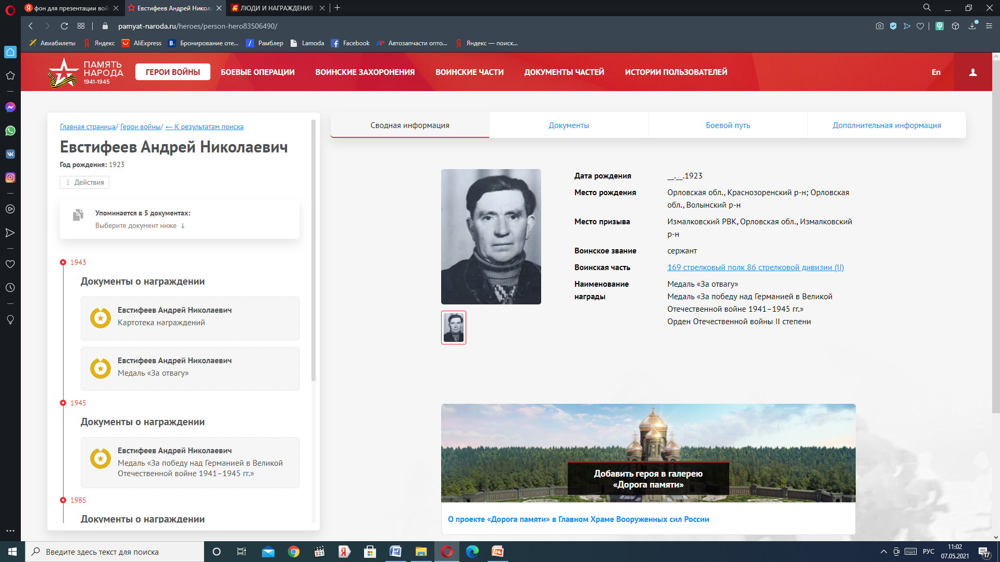 фон для презентации вой
Евстифеев Андрей Никол
ЛЮДИ И НАГРАЖДЕНИЯ
pamyat-naroda.ru/heroes/person-hero83506490/
Авиабилеты
Яндекс
AliExpress
Бронирование оте...
Рамблер
Lamoda
Facebook
Автозапчасти опто...
Яндекс — поиск...
ПАМЯТЬ
НАРОДА
1941-1945
ГЕРОИ ВОЙНЫ
БОЕВЫЕ ОПЕРАЦИИ
ВОИНСКИЕ ЗАХОРОНЕНИЯ
ВОИНСКИЕ ЧАСТИ
ДОКУМЕНТЫ ЧАСТЕЙ
ИСТОРИИ ПОЛЬЗОВАТЕЛЕЙ
En
Главная страница/ Герои войны/ ← К результатам поиска
Евстифеев Андрей Николаевич
Год рождения: 1923
Действия
Упоминается в 5 документах:
Выберите документ ниже ↓
1943
Документы о награждении
Евстифеев Андрей Николаевич
Картотека награждений
Евстифеев Андрей Николаевич
Медаль «За отвагу»
1945
Документы о награждении
Евстифеев Андрей Николаевич
Медаль «За победу над Германией в Великой
Отечественной войне 1941–1945 гг.»
1985
Документы о награждении
Сводная информация
Документы
Боевой путь
Дополнительная информация
Дата рождения __.__.1923
Место рождения Орловская обл., Краснозоренский р-н; Орловская
обл., Волынский р-н
Место призыва Измалковский РВК, Орловская обл., Измалковский
р-н
Воинское звание сержант
Воинская часть 169 стрелковый полк 86 стрелковой дивизии (II)
Наименование Медаль «За отвагу»
награды Медаль «За победу над Германией в Великой
Отечественной войне 1941–1945 гг.»
Орден Отечественной войны II степени
Добавить героя в галерею
«Дорога памяти»
О проекте «Дорога памяти» в Главном Храме Вооруженных сил России
Введите здесь текст для поиска
321
РУС
11:02
07.05.2021
17